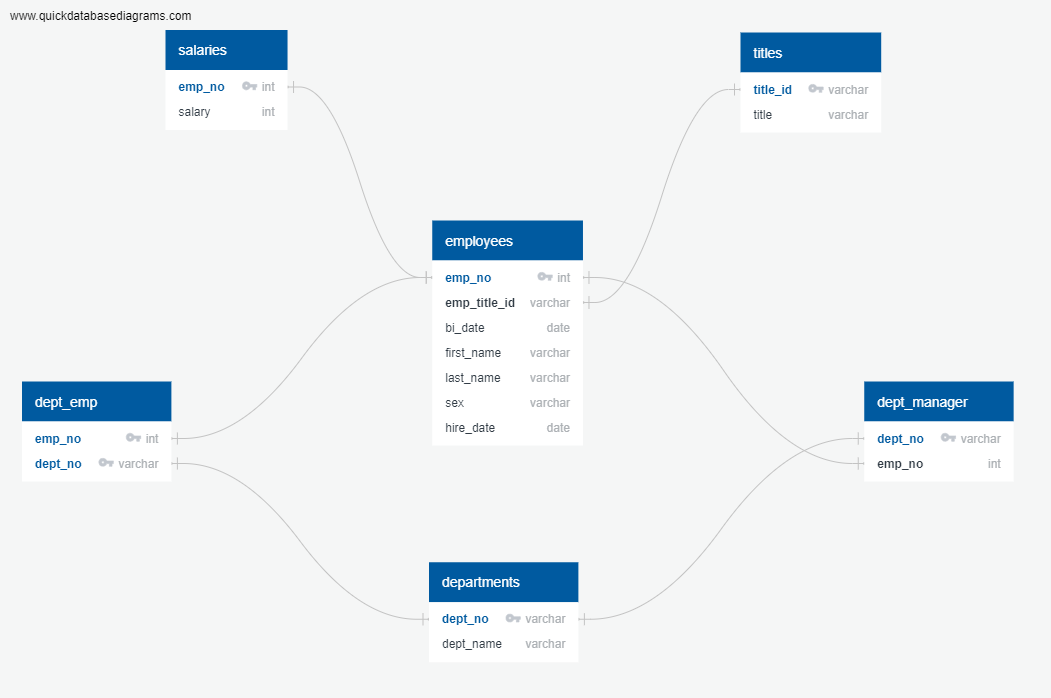 www.quickdatabasediagrams.com
salaries
emp_no int
salary int
titles
title_id varchar
title varchar
employees
emp_no int
emp_title_id varchar
bi_date date
first_name varchar
last_name varchar
sex varchar
hire_date date
dept_emp
emp_no int
dept_no varchar
dept_manager
dept_no varchar
emp_no int
departments
dept_no varchar
dept_name varchar